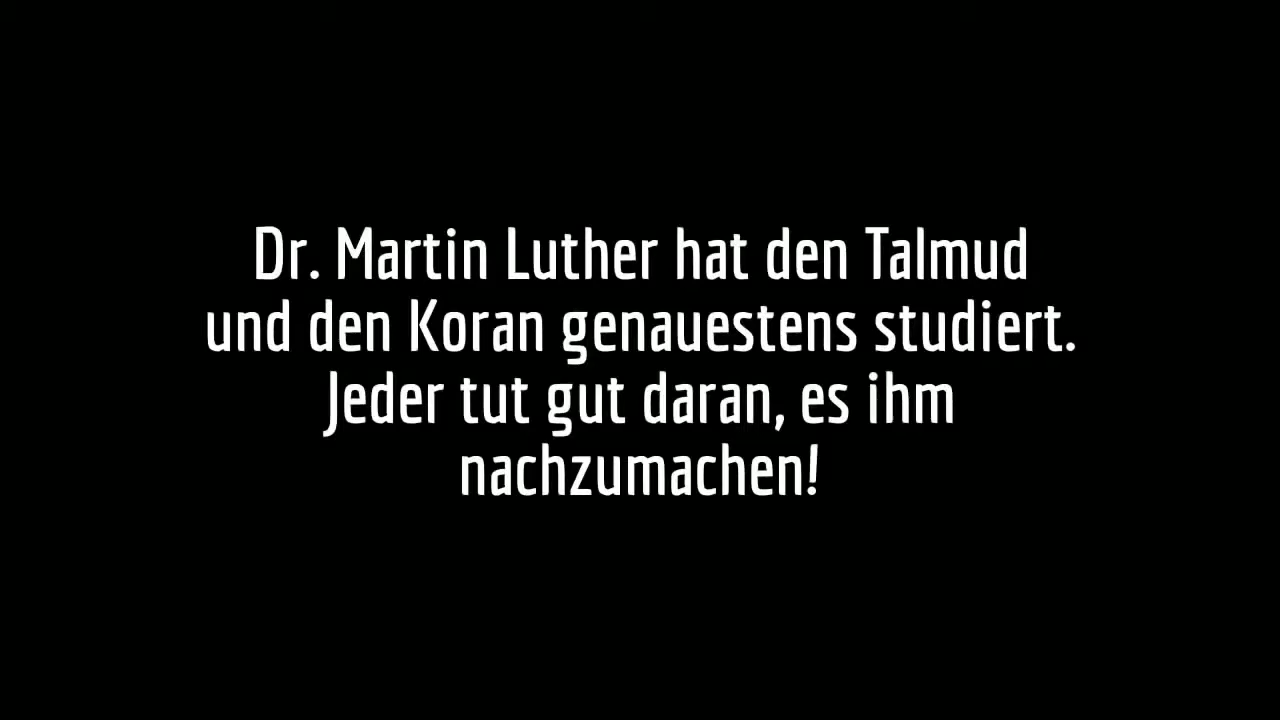 Dr. Martin Luther hat den Talmud
und den Koran genauestens studiert.
Jeder tut gut daran, es ihm
nachzumachen!